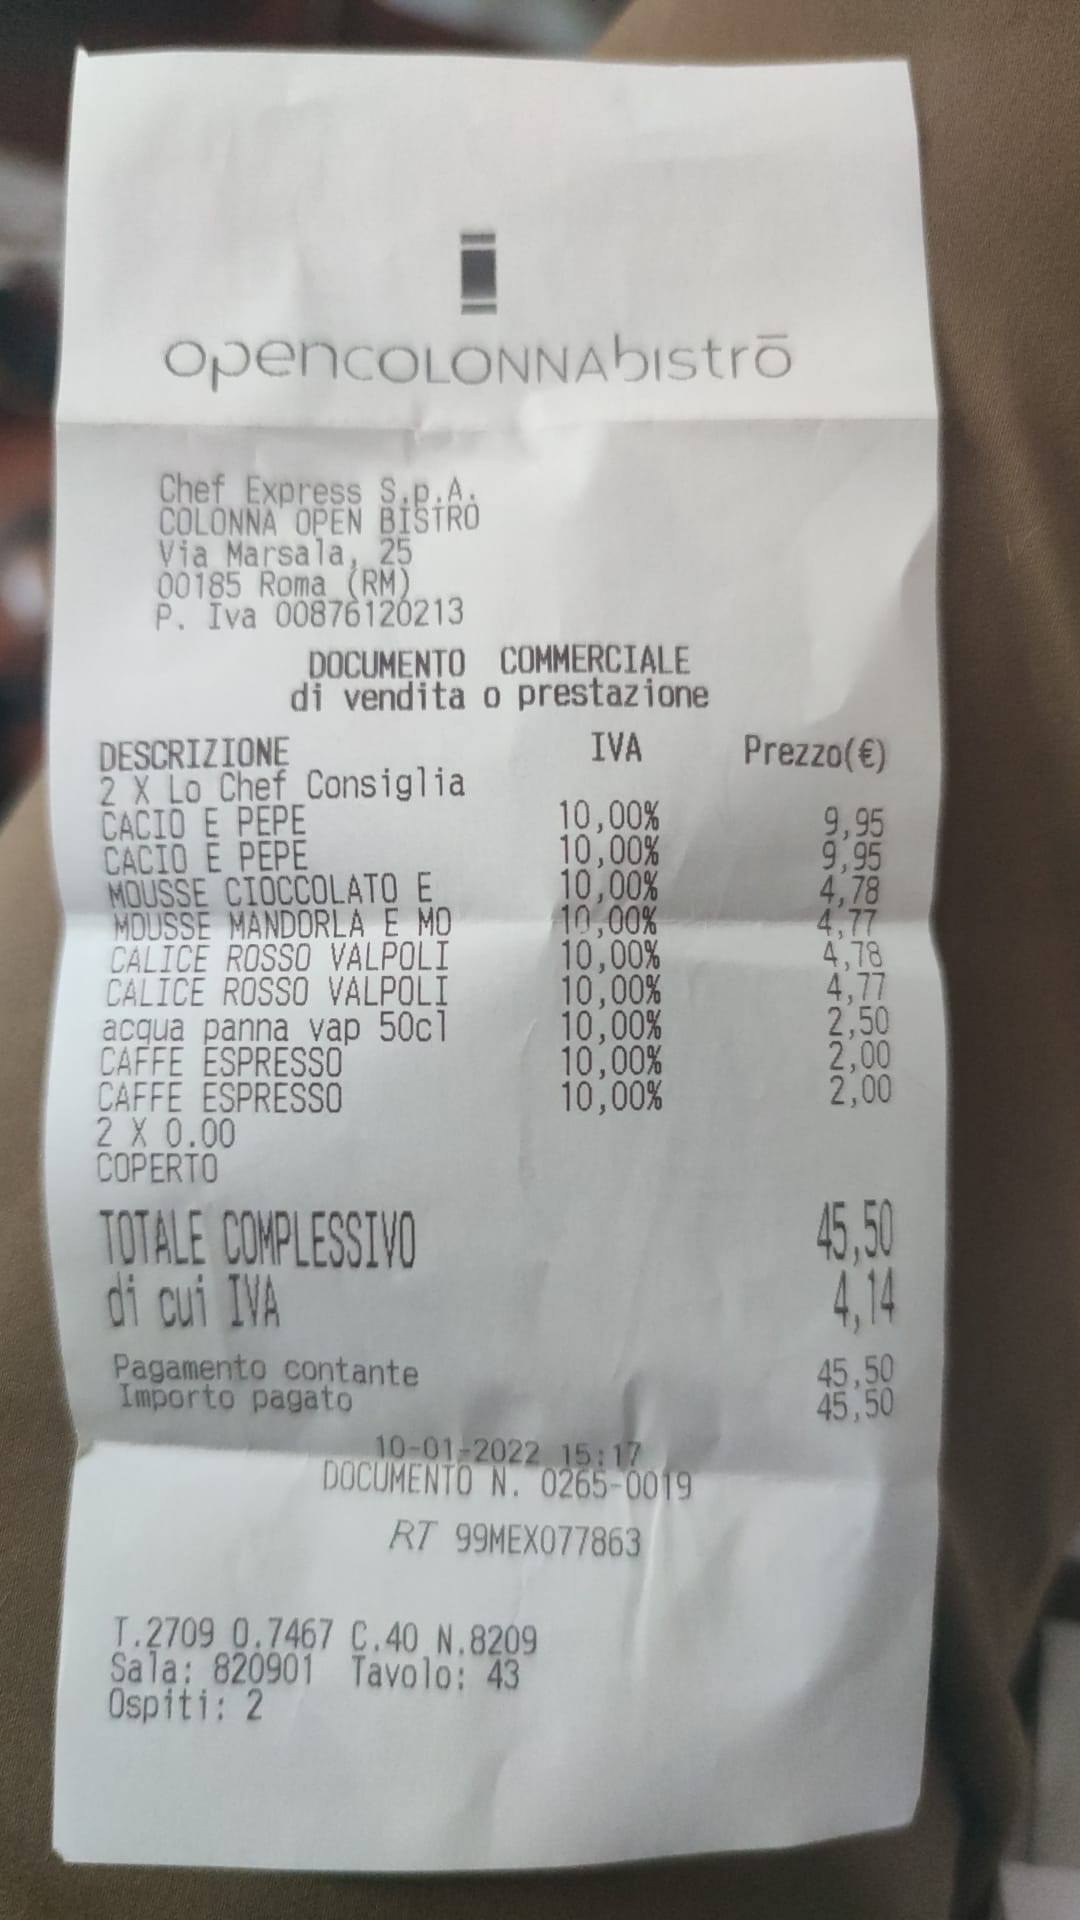 openCOLONNAbistrō
Chef Express S.p.A.
COLONNA OPEN BISTRO
Via Marsala, 25
00185 Roma (RM)
P. Iva 00876120213
DOCUMENTO COMMERCIALE
di vendita o prestazione
DESCRIZIONE IVA Prezzo(€)
2 X Lo Chef Consiglia
CACIO E PEPE 10,00% 9,95
CACIO E PEPE 10,00% 9,95
MOUSSE CIOCCOLATO E 10,00% 4,78
MOUSSE MANDORLA E MO 10,00% 4,77
CALICE ROSSO VALPOLI 10,00% 4,78
CALICE ROSSO VALPOLI 10,00% 4,77
acqua panna vap 50cl 10,00% 2,50
CAFFE ESPRESSO 10,00% 2,00
CAFFE ESPRESSO 10,00% 2,00
2 X 0.00
COPERTO
TOTALE COMPLESSIVO 45,50
di cui IVA 4,14
Pagamento contante 45,50
Importo pagato 45,50
10-01-2022 15:17
DOCUMENTO N. 0265-0019
RT 99MEX077863
T.2709 O.7467 C.40 N.8209
Sala: 820901 Tavolo: 43
Ospiti: 2